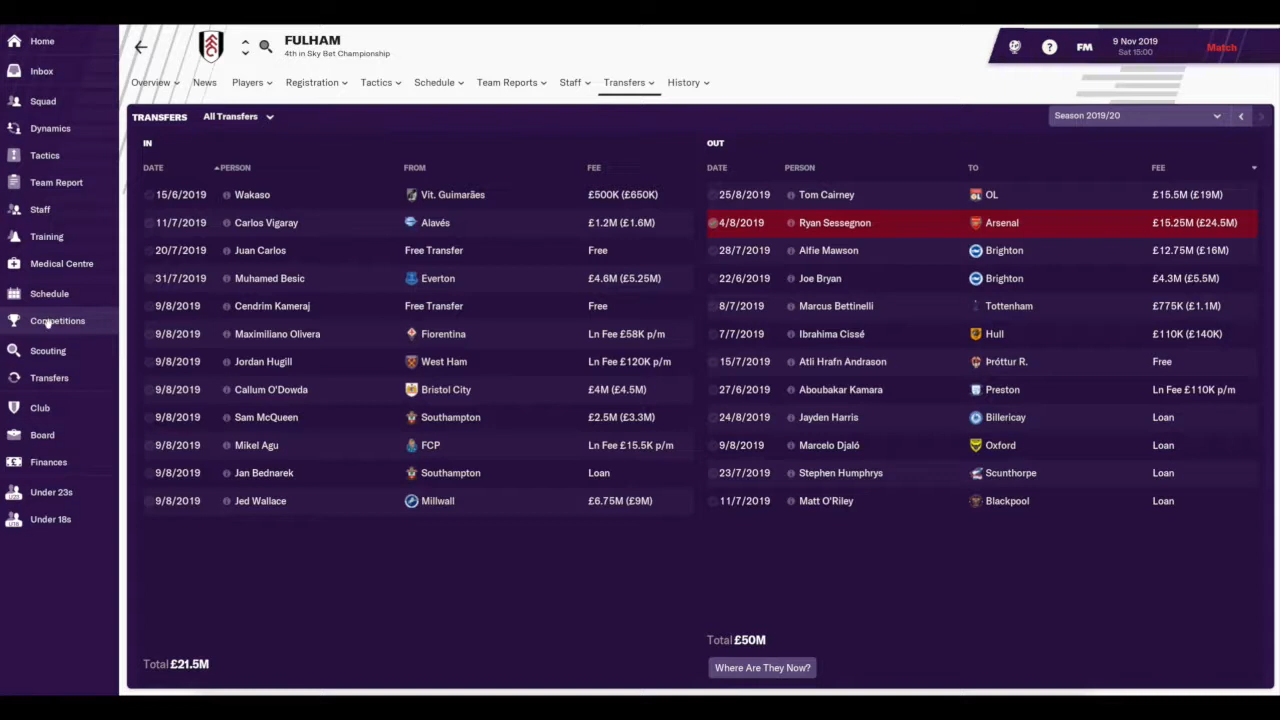 Home
Inbox
Squad
Dynamics
Tactics
Team Report
Staff
Training
Medical Centre
Schedule
Competitions
Scouting
Transfers
Club
Board
Finances
Under 23s
Under 18s
FULHAM
4th in Sky Bet Championship
? FM 9 Nov 2019 Match
Sat 15:00
Overview News Players Registration Tactics Schedule Team Reports Staff Transfers History
TRANSFERS All Transfers Season 2019/20
IN
DATE PERSON FROM FEE
15/6/2019 Wakaso Vit. Guimarães £500K (£650K)
11/7/2019 Carlos Vigaray Alavés £1.2M (£1.6M)
20/7/2019 Juan Carlos Free Transfer Free
31/7/2019 Muhamed Besic Everton £4.6M (£5.25M)
9/8/2019 Cendrim Kameraj Free Transfer Free
9/8/2019 Maximiliano Olivera Fiorentina Ln Fee £58K p/m
9/8/2019 Jordan Hugill West Ham Ln Fee £120K p/m
9/8/2019 Callum O'Dowda Bristol City £4M (£4.5M)
9/8/2019 Sam McQueen Southampton £2.5M (£3.3M)
9/8/2019 Mikel Agu FCP Ln Fee £15.5K p/m
9/8/2019 Jan Bednarek Southampton Loan
9/8/2019 Jed Wallace Millwall £6.75M (£9M)
Total £21.5M
OUT
DATE PERSON TO FEE
25/8/2019 Tom Cairney OL £15.5M (£19M)
4/8/2019 Ryan Sessegnon Arsenal £15.25M (£24.5M)
28/7/2019 Alfie Mawson Brighton £12.75M (£16M)
22/6/2019 Joe Bryan Brighton £4.3M (£5.5M)
8/7/2019 Marcus Bettinelli Tottenham £775K (£1.1M)
7/7/2019 Ibrahima Cissé Hull £110K (£140K)
15/7/2019 Atli Hrafn Andrason Þróttur R. Free
27/6/2019 Aboubakar Kamara Preston Ln Fee £110K p/m
24/8/2019 Jayden Harris Billericay Loan
9/8/2019 Marcelo Djaló Oxford Loan
23/7/2019 Stephen Humphrys Scunthorpe Loan
11/7/2019 Matt O'Riley Blackpool Loan
Total £50M
Where Are They Now?